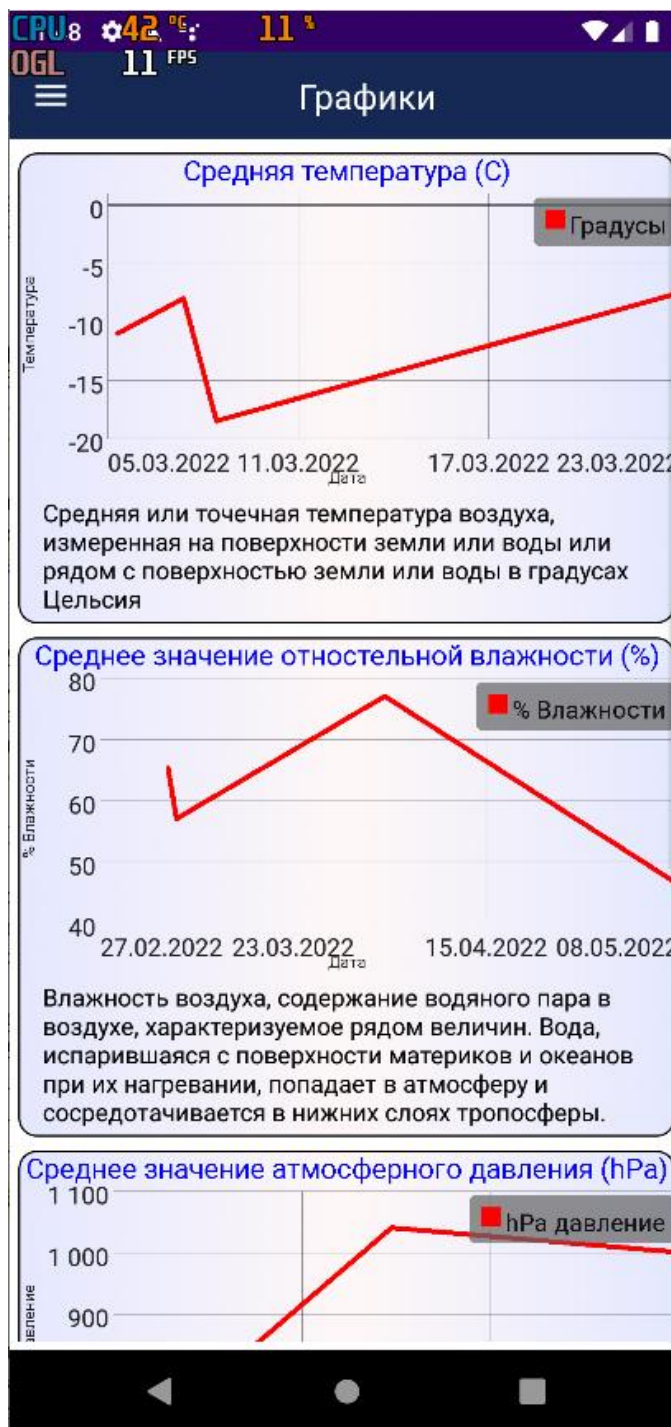 CPU 42 °C 11 %
OGL 11 FPS
Графики
Средняя температура (C)
Градусы
0
-5
-10
-15
-20
Температура
05.03.2022 11.03.2022 17.03.2022 23.03.2022
Дата
Средняя или точечная температура воздуха,
измеренная на поверхности земли или воды или
рядом с поверхностью земли или воды в градусах
Цельсия
Среднее значение отностельной влажности (%)
% Влажности
80
70
60
50
40
% Влажности
27.02.2022 23.03.2022 15.04.2022 08.05.2022
Дата
Влажность воздуха, содержание водяного пара в
воздухе, характеризуемое рядом величин. Вода,
испарившаяся с поверхности материков и океанов
при их нагревании, попадает в атмосферу и
сосредотачивается в нижних слоях тропосферы.
Среднее значение атмосферного давления (hPa)
hPa давление
1 100
1 000
900